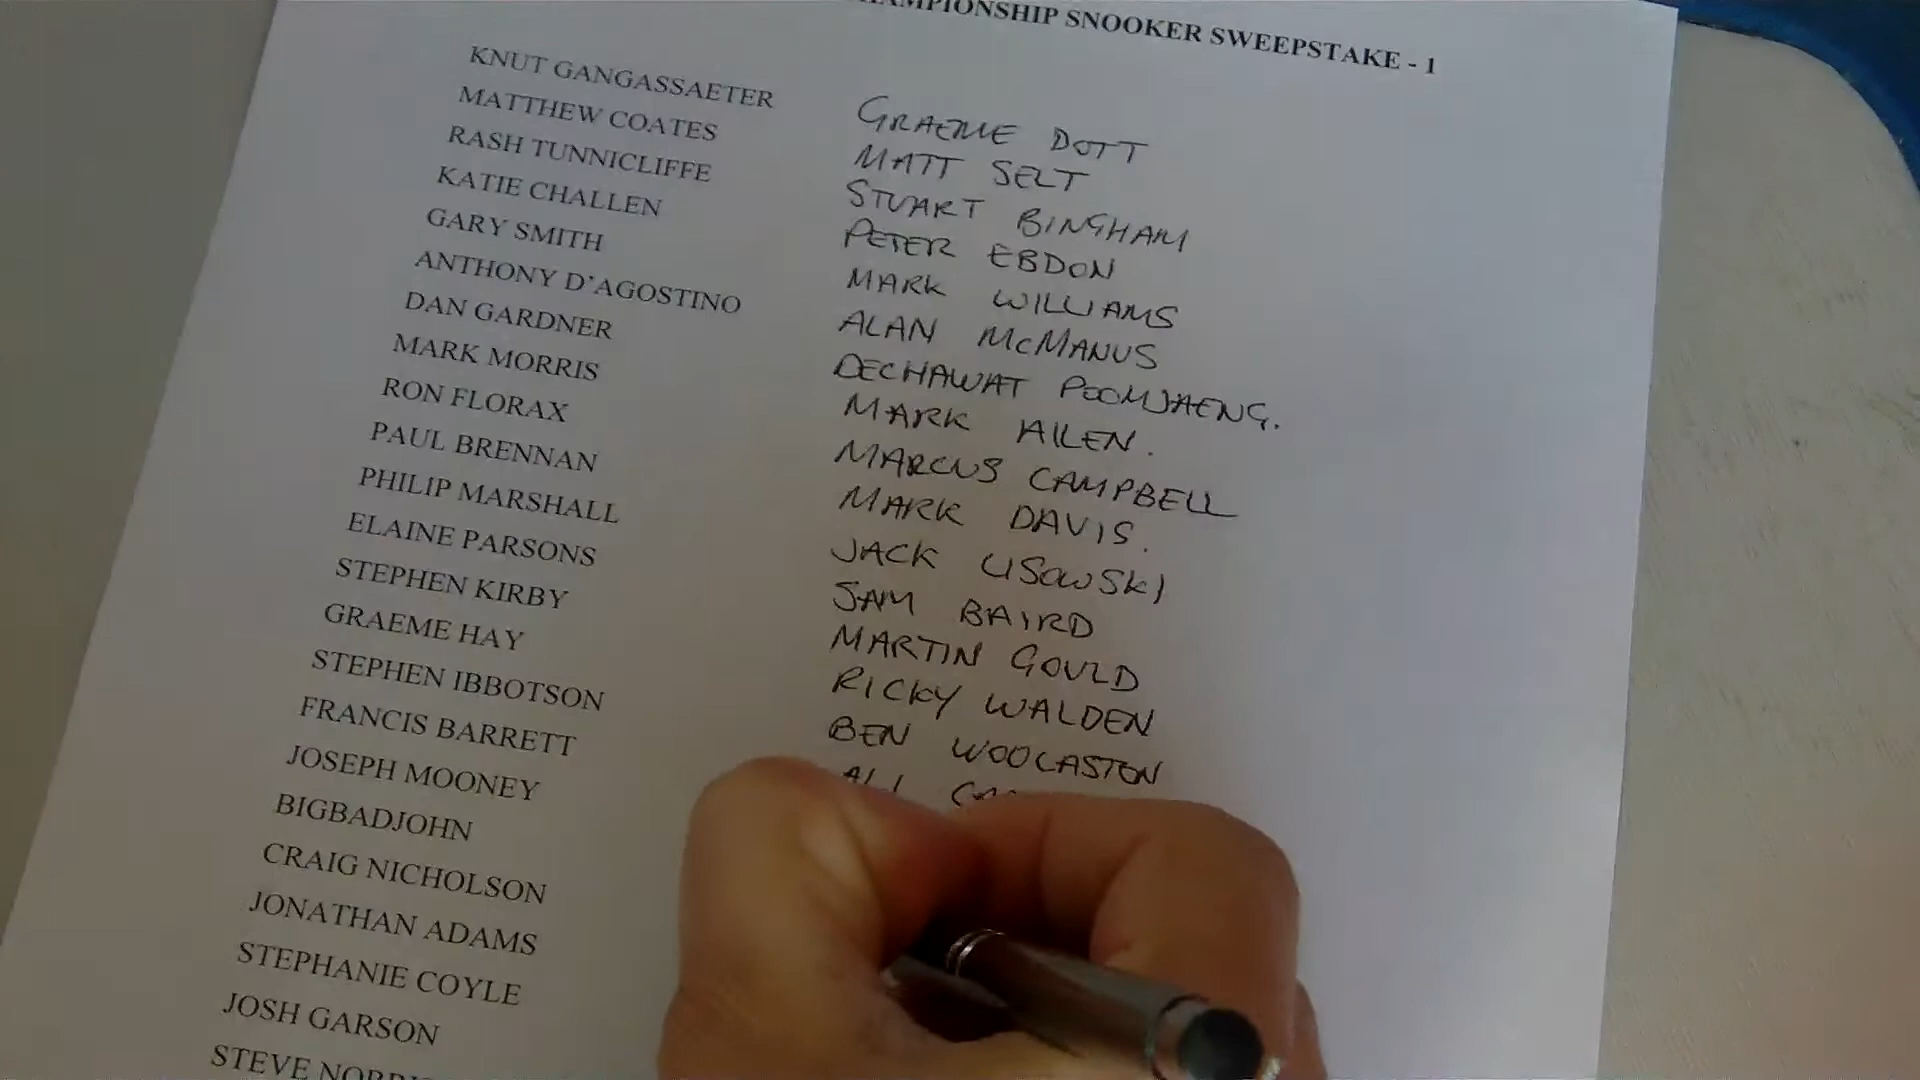 CHAMPIONSHIP SNOOKER SWEEPSTAKE - 1
KNUT GANGASSAETER GRAEME DOTT
MATTHEW COATES MATT SELT
RASH TUNNICLIFFE STUART BINGHAM
KATIE CHALLEN PETER EBDON
GARY SMITH MARK WILLIAMS
ANTHONY D'AGOSTINO ALAN McMANUS
DAN GARDNER DECHAWAT POOMJAENG.
MARK MORRIS MARK ALLEN.
RON FLORAX MARCUS CAMPBELL
PAUL BRENNAN MARK DAVIS.
PHILIP MARSHALL JACK LISOWSKI
ELAINE PARSONS SAM BAIRD
STEPHEN KIRBY MARTIN GOULD
GRAEME HAY RICKY WALDEN
STEPHEN IBBOTSON BEN WOOLASTON
FRANCIS BARRETT ALI
JOSEPH MOONEY
BIGBADJOHN
CRAIG NICHOLSON
JONATHAN ADAMS
STEPHANIE COYLE
JOSH GARSON
STEVE